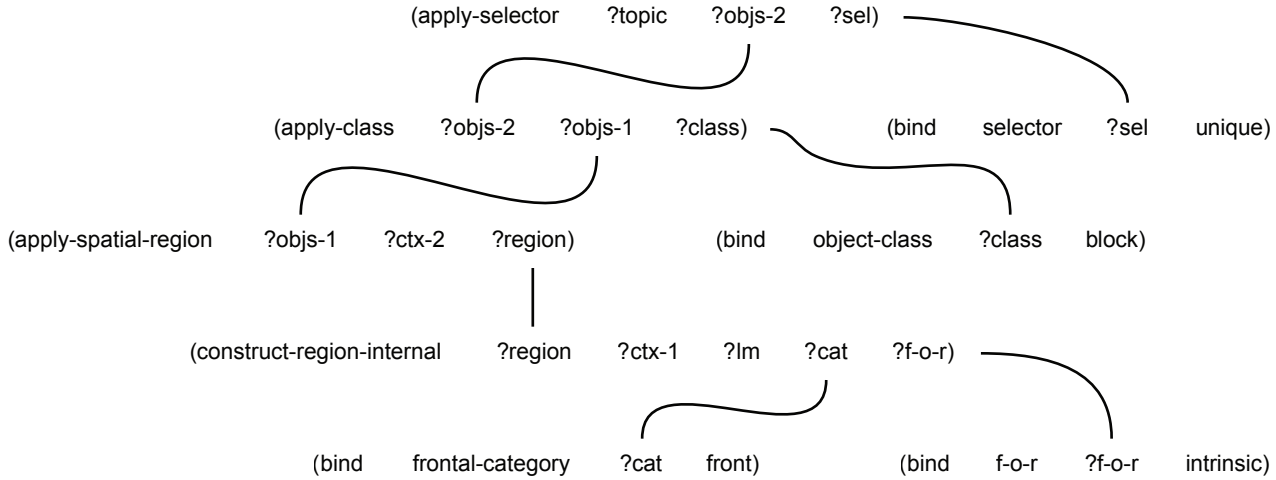 (apply-selector ?topic ?objs-2 ?sel)
(apply-class ?objs-2 ?objs-1 ?class) (bind selector ?sel unique)
(apply-spatial-region ?objs-1 ?ctx-2 ?region) (bind object-class ?class block)
(construct-region-internal ?region ?ctx-1 ?lm ?cat ?f-o-r)
(bind frontal-category ?cat front) (bind f-o-r ?f-o-r intrinsic)